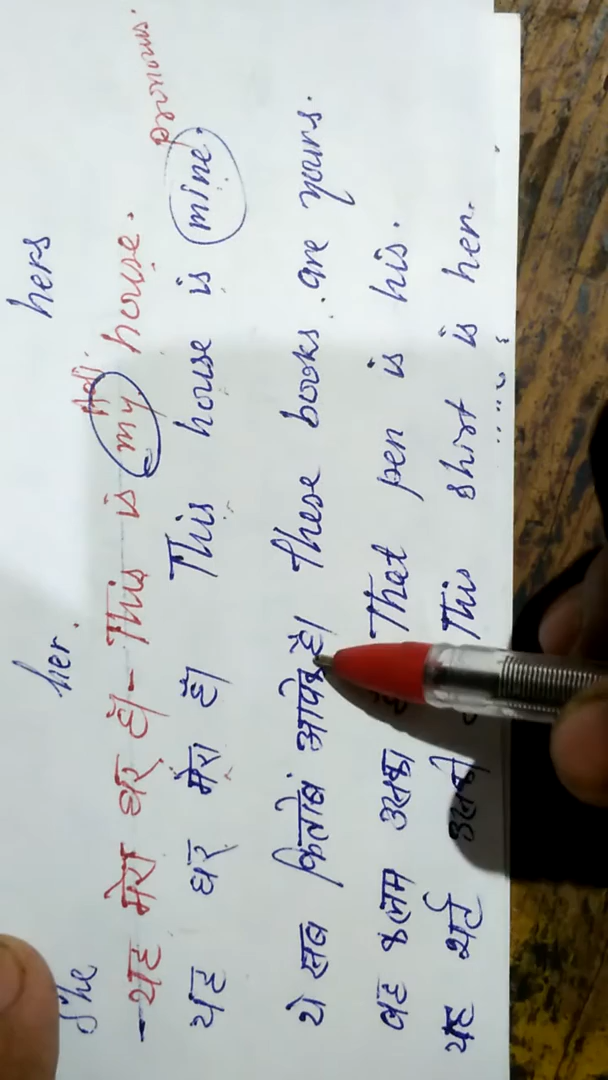 She her. hers
-यह मेरा घर है।- This is my house.
Adj. pronouns.
यह घर मेरा है। This house is mine.
ये सब किताबें आपके है। These books are yours.
वह कलम उसका That pen is his.
यह शर्ट उसकी This shirt is her.